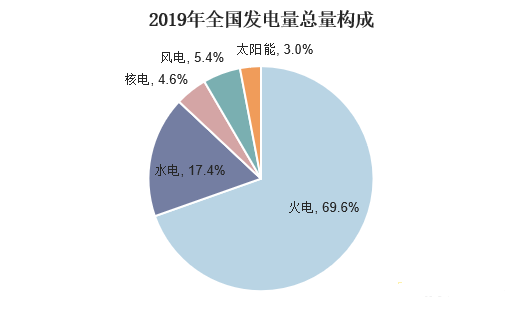 2019年全国发电量总量构成
太阳能, 3.0%
风电, 5.4%
核电, 4.6%
水电, 17.4%
火电, 69.6%